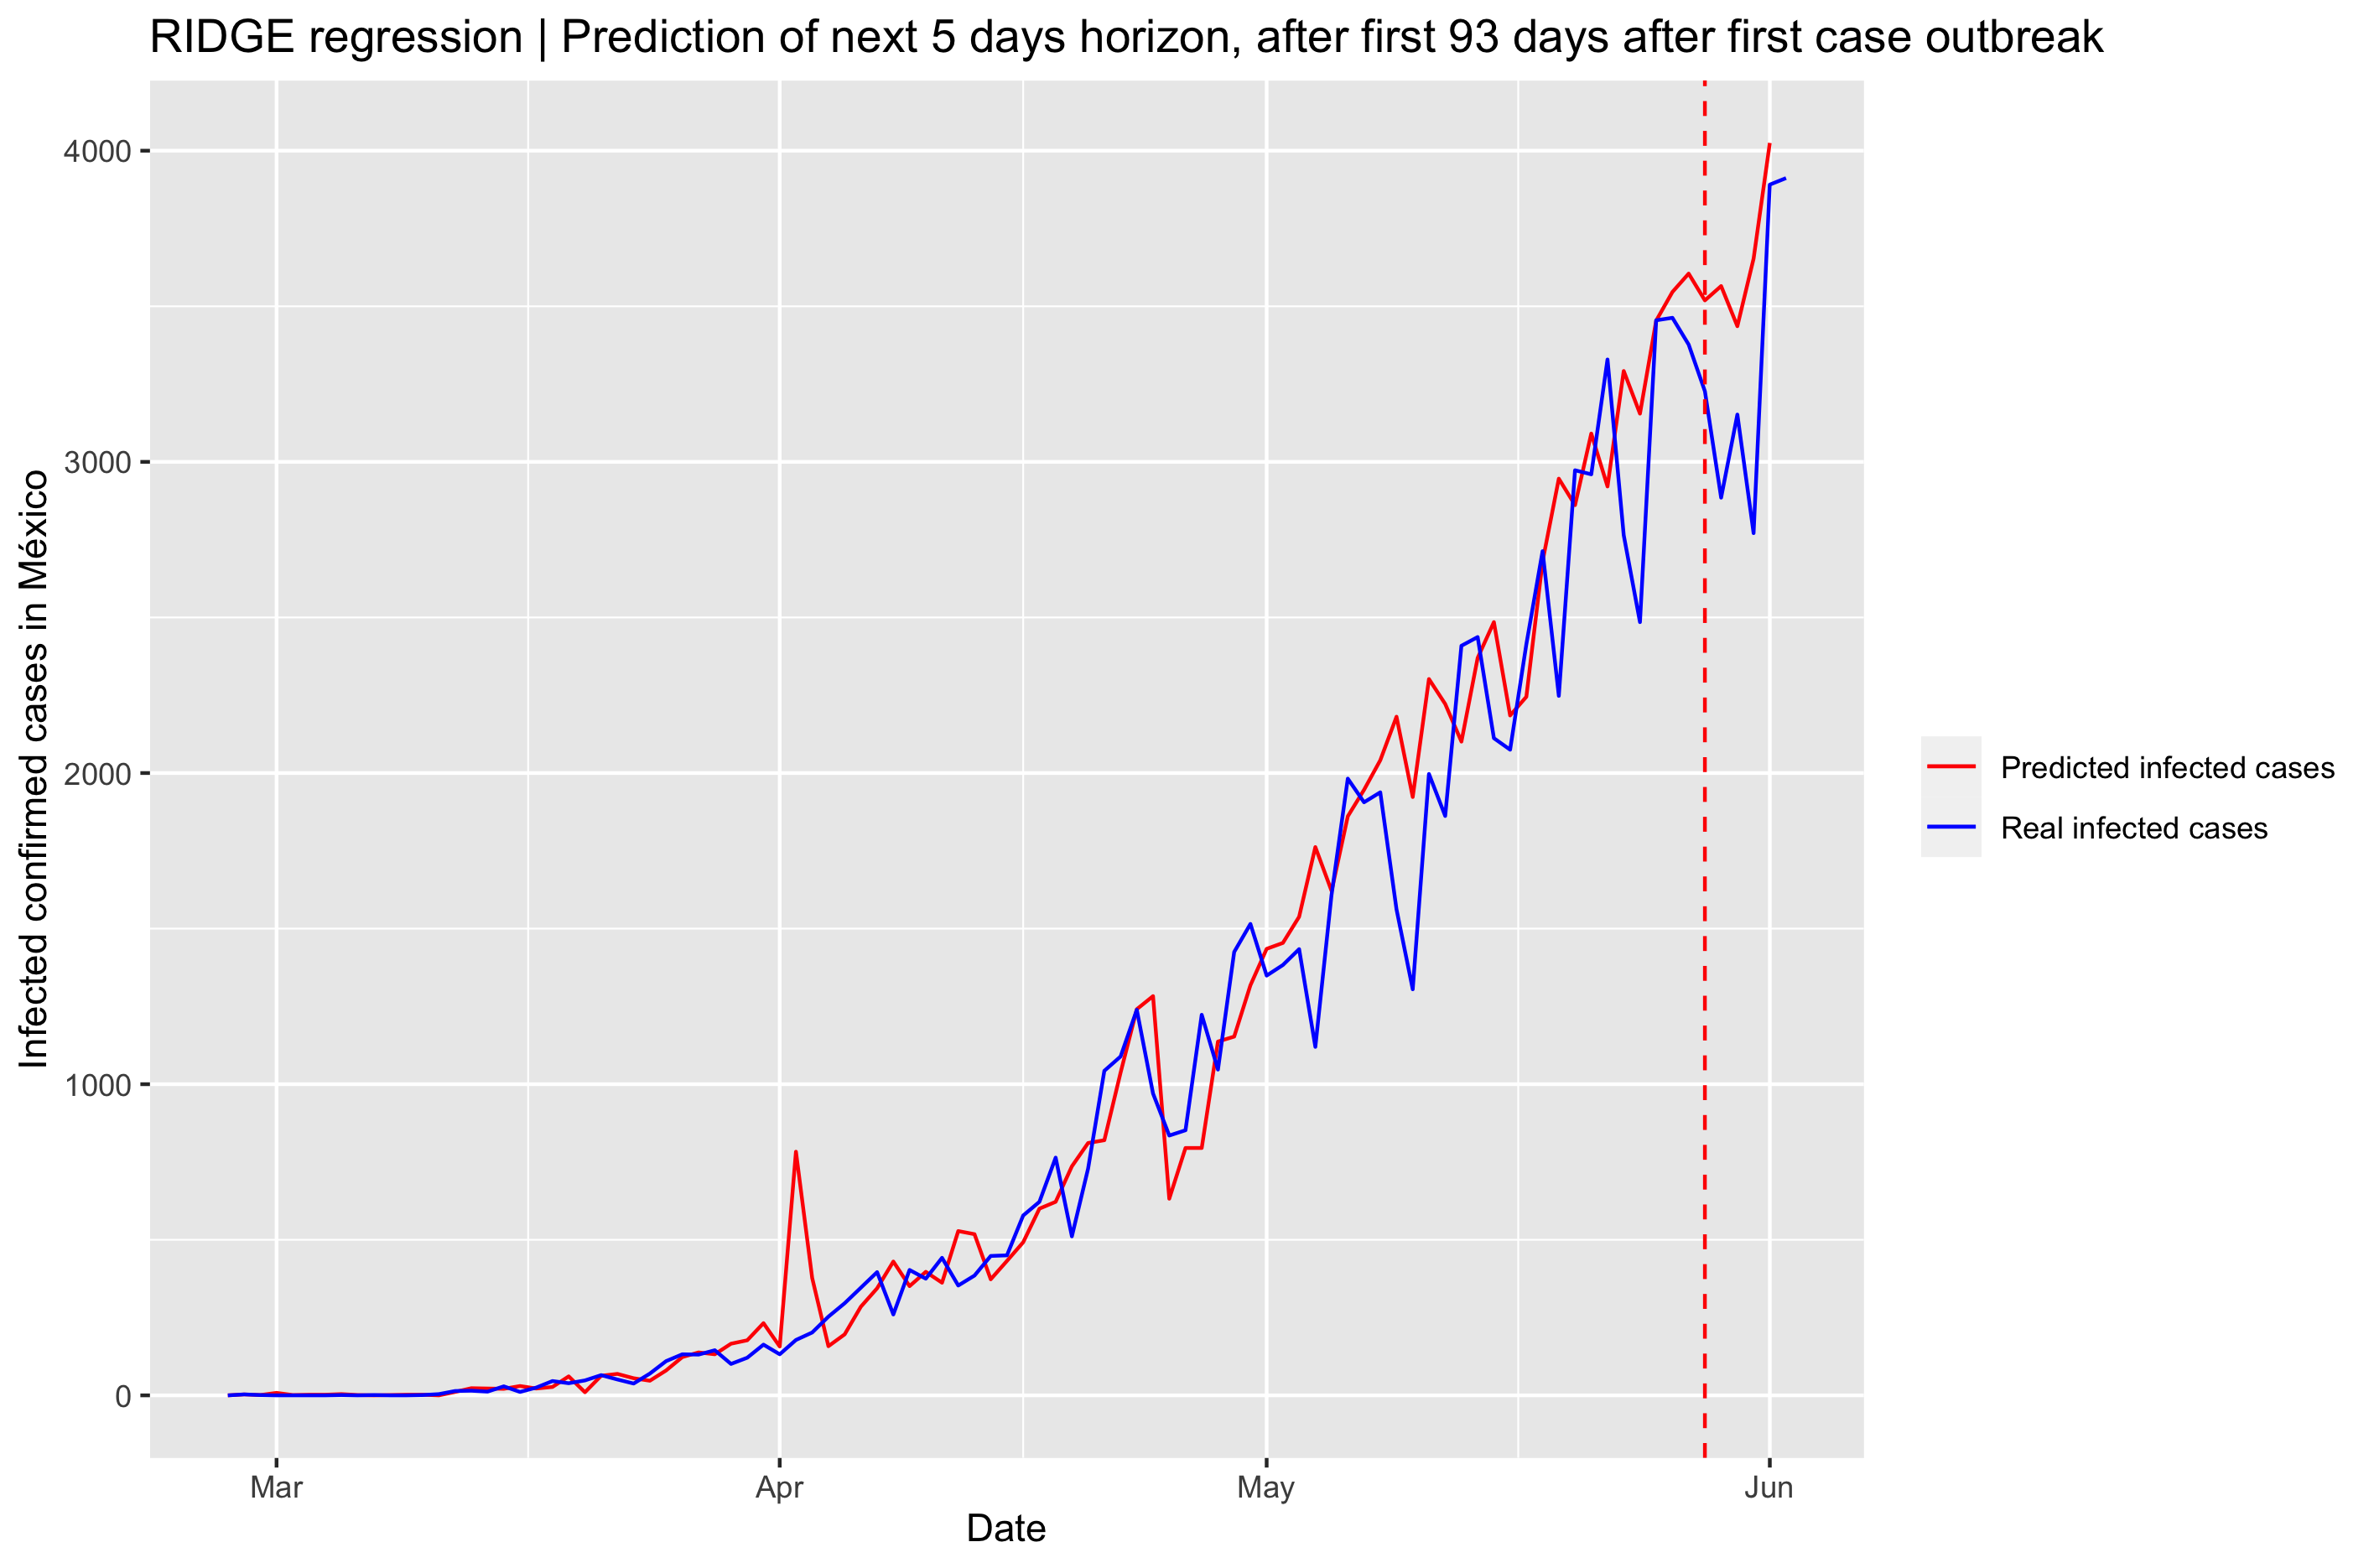 RIDGE regression | Prediction of next 5 days horizon, after first 93 days after first case outbreak
Infected confirmed cases in México
4000
3000
2000
1000
0
Mar
Apr
May
Jun
Date
Predicted infected cases
Real infected cases